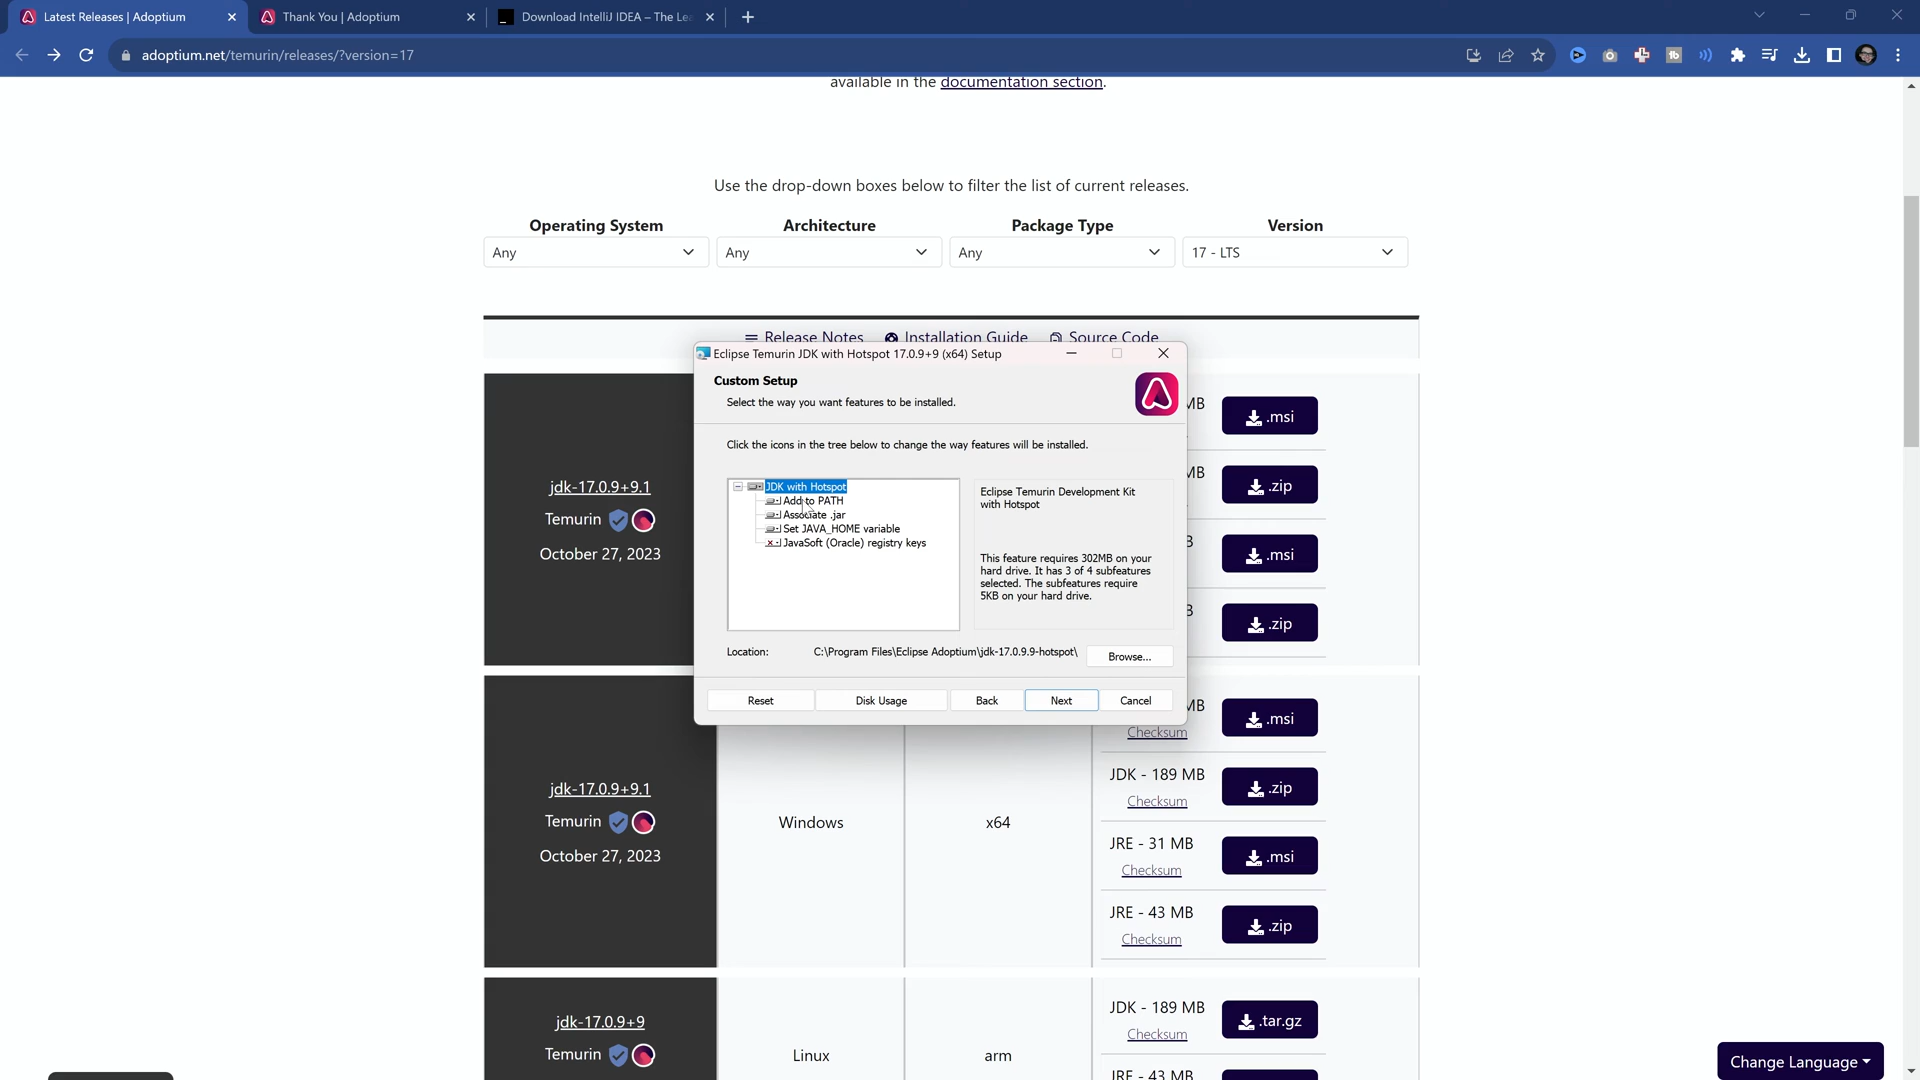 Latest Releases | Adoptium
Thank You | Adoptium
Download IntelliJ IDEA – The Le
adoptium.net/temurin/releases/?version=17
available in the documentation section.
Use the drop-down boxes below to filter the list of current releases.
Operating System
Architecture
Package Type
Version
Any
Any
Any
17 - LTS
Release Notes
Installation Guide
Source Code
Eclipse Temurin JDK with Hotspot 17.0.9+9 (x64) Setup
Custom Setup
Select the way you want features to be installed.
Click the icons in the tree below to change the way features will be installed.
JDK with Hotspot
Add to PATH
Associate .jar
Set JAVA_HOME variable
JavaSoft (Oracle) registry keys
Eclipse Temurin Development Kit
with Hotspot
This feature requires 302MB on your
hard drive. It has 3 of 4 subfeatures
selected. The subfeatures require
5KB on your hard drive.
Location:
C:\Program Files\Eclipse Adoptium\jdk-17.0.9.9-hotspot\
Browse...
Reset
Disk Usage
Back
Next
Cancel
jdk-17.0.9+9.1
Temurin
October 27, 2023
MB
.msi
MB
.zip
B
.msi
B
.zip
jdk-17.0.9+9.1
Temurin
October 27, 2023
Windows
x64
MB
Checksum
.msi
JDK - 189 MB
Checksum
.zip
JRE - 31 MB
Checksum
.msi
JRE - 43 MB
Checksum
.zip
jdk-17.0.9+9
Temurin
Linux
arm
JDK - 189 MB
Checksum
.tar.gz
JRE - 43 MB
Change Language